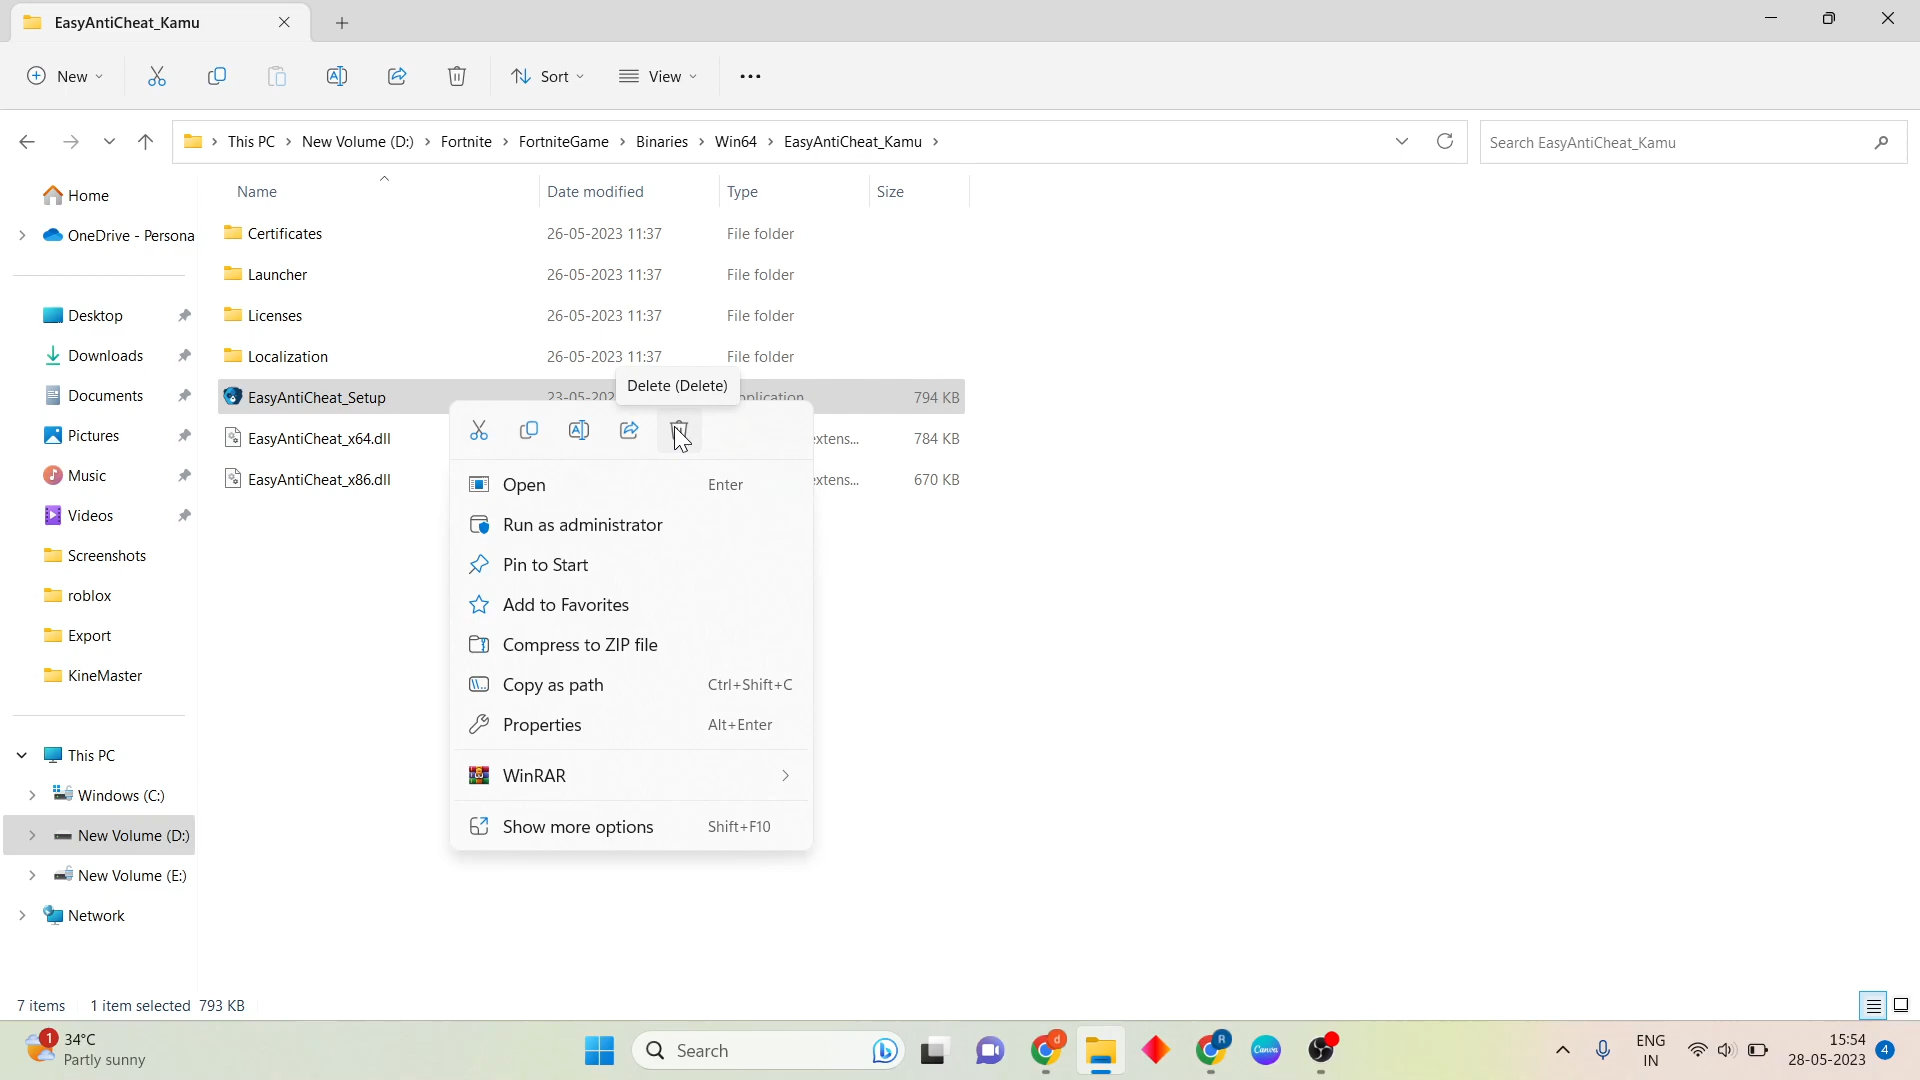 EasyAntiCheat_Kamu
New
Sort
View
This PC > New Volume (D:) > Fortnite > FortniteGame > Binaries > Win64 > EasyAntiCheat_Kamu >
Search EasyAntiCheat_Kamu
Name Date modified Type Size
Home
OneDrive - Persona
Desktop
Downloads
Documents
Pictures
Music
Videos
Screenshots
roblox
Export
KineMaster
This PC
Windows (C:)
New Volume (D:)
New Volume (E:)
Network
Certificates 26-05-2023 11:37 File folder
Launcher 26-05-2023 11:37 File folder
Licenses 26-05-2023 11:37 File folder
Localization 26-05-2023 11:37 File folder
Delete (Delete)
EasyAntiCheat_Setup 794 KB
EasyAntiCheat_x64.dll xtens... 784 KB
EasyAntiCheat_x86.dll xtens... 670 KB
Open Enter
Run as administrator
Pin to Start
Add to Favorites
Compress to ZIP file
Copy as path Ctrl+Shift+C
Properties Alt+Enter
WinRAR
Show more options Shift+F10
7 items 1 item selected 793 KB
1
34°C
Partly sunny
Search
d
R
Canva
ENG
IN
15:54
28-05-2023
4